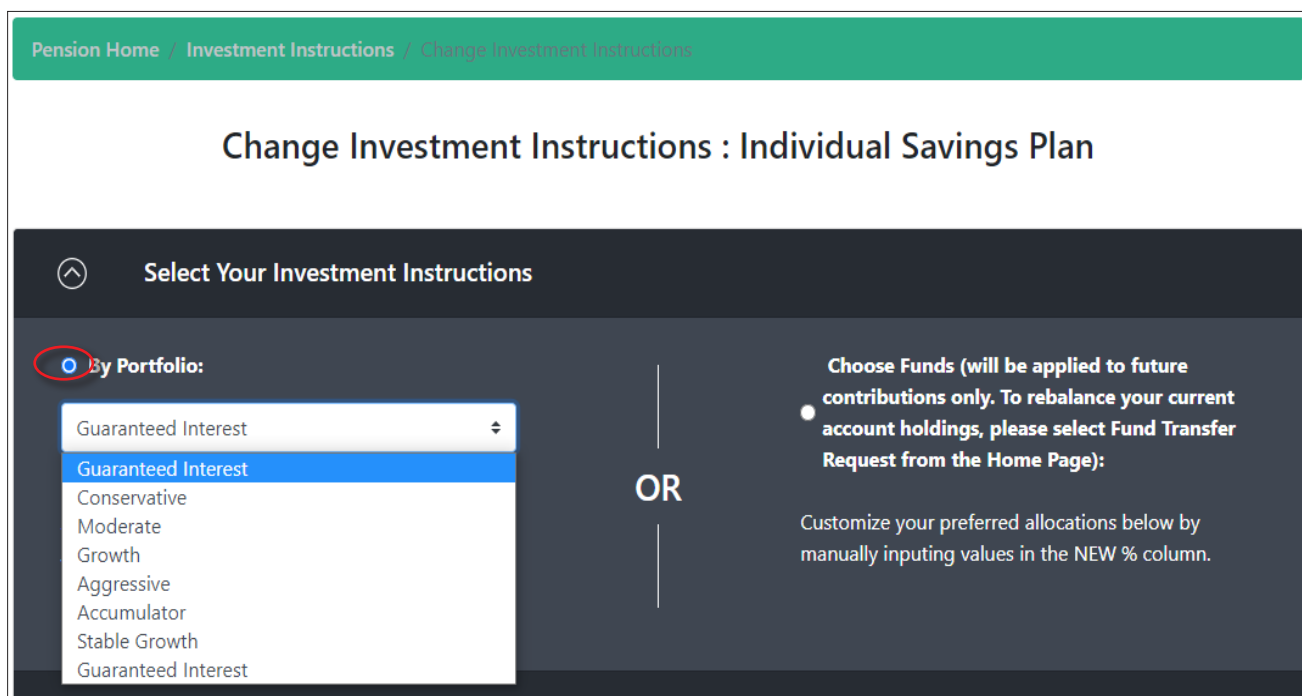 Pension Home / Investment Instructions / Change Investment Instructions
Change Investment Instructions : Individual Savings Plan
Select Your Investment Instructions
By Portfolio:
Guaranteed Interest
Guaranteed Interest
Conservative
Moderate
Growth
Aggressive
Accumulator
Stable Growth
Guaranteed Interest
OR
Choose Funds (will be applied to future
contributions only. To rebalance your current
account holdings, please select Fund Transfer
Request from the Home Page):
Customize your preferred allocations below by
manually inputing values in the NEW % column.